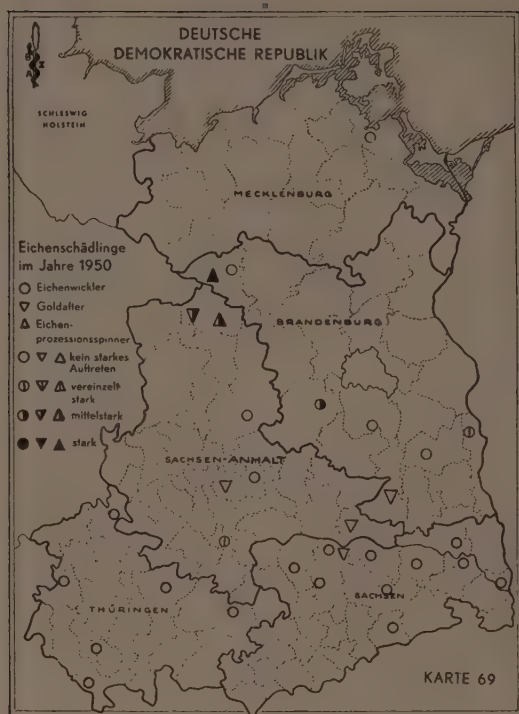 DEUTSCHE
DEMOKRATISCHE REPUBLIK
SCHLESWIG
HOLSTEIN
MECKLENBURG
Eichenschädlinge
im Jahre 1950
Eichenwickler
Goldafter
Eichen-
prozessionsspinner
kein starkes
Auftreten
vereinzelt
stark
mittelstark
stark
BRANDENBURG
SACHSEN-ANHALT
THÜRINGEN
SACHSEN
KARTE 69